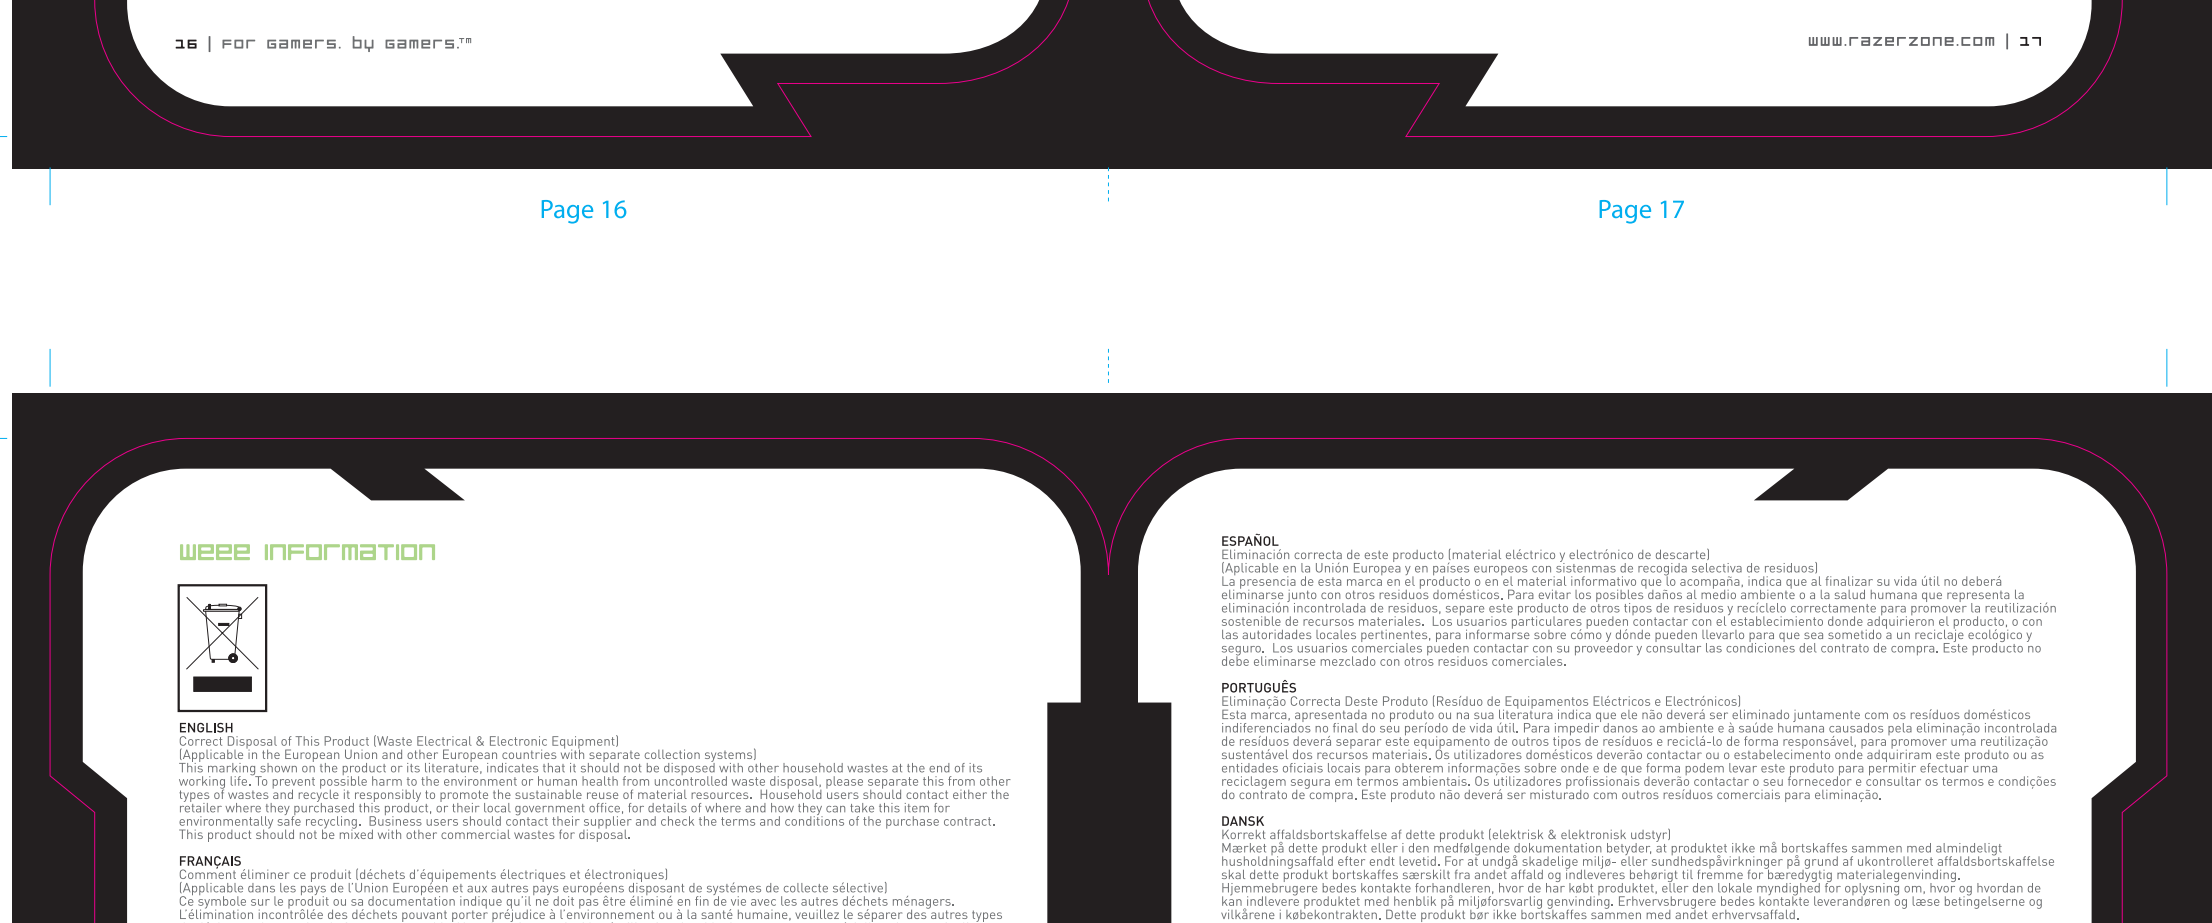 16 | For Gamers. By Gamers.™
www.razerzone.com | 17
Page 16
Page 17
WEEE Information
ENGLISH
Correct Disposal of This Product (Waste Electrical & Electronic Equipment)
(Applicable in the European Union and other European countries with separate collection systems)
This marking shown on the product or its literature, indicates that it should not be disposed with other household wastes at the end of its
working life. To prevent possible harm to the environment or human health from uncontrolled waste disposal, please separate this from other
types of wastes and recycle it responsibly to promote the sustainable reuse of material resources. Household users should contact either the
retailer where they purchased this product, or their local government office, for details of where and how they can take this item for
environmentally safe recycling. Business users should contact their supplier and check the terms and conditions of the purchase contract.
This product should not be mixed with other commercial wastes for disposal.
FRANÇAIS
Comment éliminer ce produit (déchets d'équipements électriques et électroniques)
(Applicable dans les pays de l'Union Européen et aux autres pays européens disposant de systémes de collecte sélective)
Ce symbole sur le produit ou sa documentation indique qu'il ne doit pas être éliminé en fin de vie avec les autres déchets ménagers.
L'élimination incontrôlée des déchets pouvant porter préjudice à l'environnement ou à la santé humaine, veuillez le séparer des autres types
ESPAÑOL
Eliminación correcta de este producto (material eléctrico y electrónico de descarte)
(Aplicable en la Unión Europea y en países europeos con sistenmas de recogida selectiva de residuos)
La presencia de esta marca en el producto o en el material informativo que lo acompaña, indica que al finalizar su vida útil no deberá
eliminarse junto con otros residuos domésticos. Para evitar los posibles daños al medio ambiente o a la salud humana que representa la
eliminación incontrolada de residuos, separe este producto de otros tipos de residuos y recíclelo correctamente para promover la reutilización
sostenible de recursos materiales. Los usuarios particulares pueden contactar con el establecimiento donde adquirieron el producto, o con
las autoridades locales pertinentes, para informarse sobre cómo y dónde pueden llevarlo para que sea sometido a un reciclaje ecológico y
seguro. Los usuarios comerciales pueden contactar con su proveedor y consultar las condiciones del contrato de compra. Este producto no
debe eliminarse mezclado con otros residuos comerciales.
PORTUGUÊS
Eliminação Correcta Deste Produto (Resíduo de Equipamentos Eléctricos e Electrónicos)
Esta marca, apresentada no produto ou na sua literatura indica que ele não deverá ser eliminado juntamente com os resíduos domésticos
indiferenciados no final do seu período de vida útil. Para impedir danos ao ambiente e à saúde humana causados pela eliminação incontrolada
de resíduos deverá separar este equipamento de outros tipos de resíduos e reciclá-lo de forma responsável, para promover uma reutilização
sustentável dos recursos materiais. Os utilizadores domésticos deverão contactar ou o estabelecimento onde adquiriram este produto ou as
entidades oficiais locais para obterem informações sobre onde e de que forma podem levar este produto para permitir efectuar uma
reciclagem segura em termos ambientais. Os utilizadores profissionais deverão contactar o seu fornecedor e consultar os termos e condições
do contrato de compra. Este produto não deverá ser misturado com outros resíduos comerciais para eliminação.
DANSK
Korrekt affaldsbortskaffelse af dette produkt (elektrisk & elektronisk udstyr)
Mærket på dette produkt eller i den medfølgende dokumentation betyder, at produktet ikke må bortskaffes sammen med almindeligt
husholdningsaffald efter endt levetid. For at undgå skadelige miljø- eller sundhedspåvirkninger på grund af ukontrolleret affaldsbortskaffelse
skal dette produkt bortskaffes særskilt fra andet affald og indleveres behørigt til fremme for bæredygtig materialegenvinding.
Hjemmebrugere bedes kontakte forhandleren, hvor de har købt produktet, eller den lokale myndighed for oplysning om, hvor og hvordan de
kan indlevere produktet med henblik på miljøforsvarlig genvinding. Erhvervsbrugere bedes kontakte leverandøren og læse betingelserne og
vilkårene i købekontrakten. Dette produkt bør ikke bortskaffes sammen med andet erhvervsaffald.